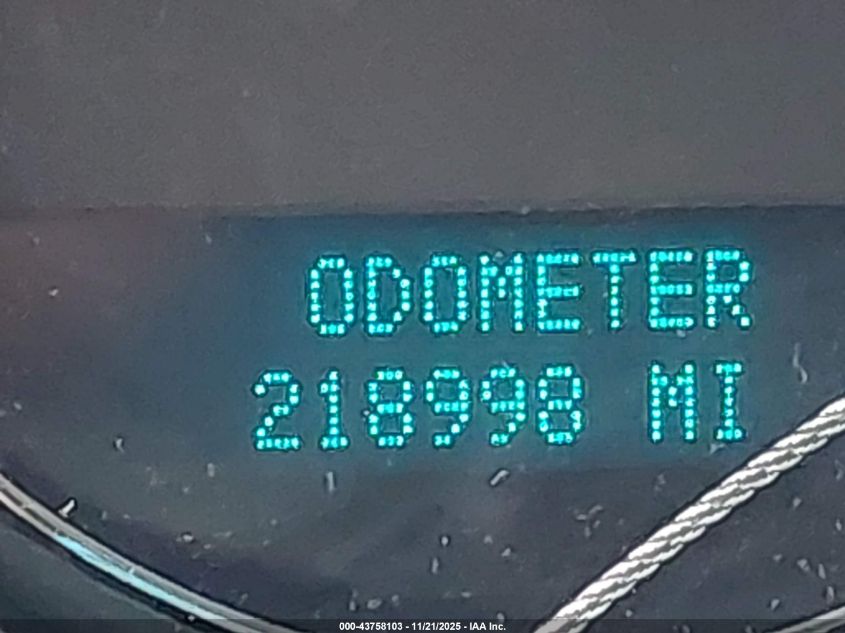 ODOMETER
218998 MI
000-43758103 - 11/21/2025 - IAA Inc.